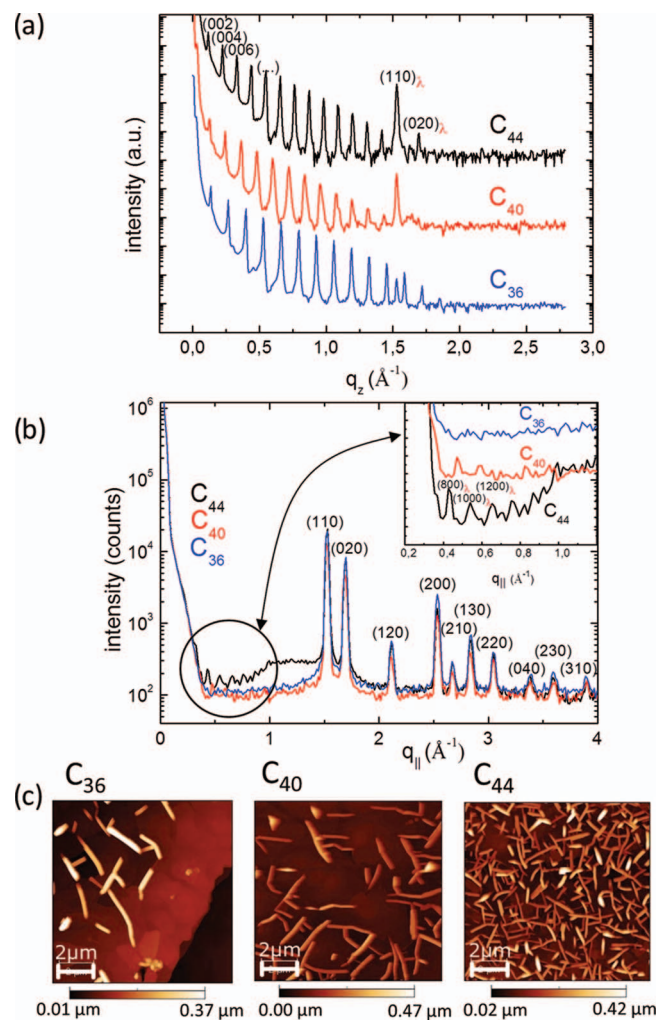 (a)
(002)
(004)
(006)
(...)
(110)λ
(020)λ
C44
C40
C36
intensity (a.u.)
0,0 0,5 1,0 1,5 2,0 2,5 3,0
qz (Å-1)
(b)
10^6
10^5
10^4
10^3
10^2
intensity (counts)
C44
C40
C36
(110)
(020)
(120)
(200)
(210)
(130)
(220)
(040)
(230)
(310)
0 1 2 3 4
q|| (Å-1)
C36
C40
(800)λ (1200)λ
(1000)λ
C44
0,2 0,4 0,6 0,8 1,0
q|| (Å-1)
(c)
C36 C40 C44
2μm 2μm 2μm
0.01 μm 0.37 μm 0.00 μm 0.47 μm 0.02 μm 0.42 μm